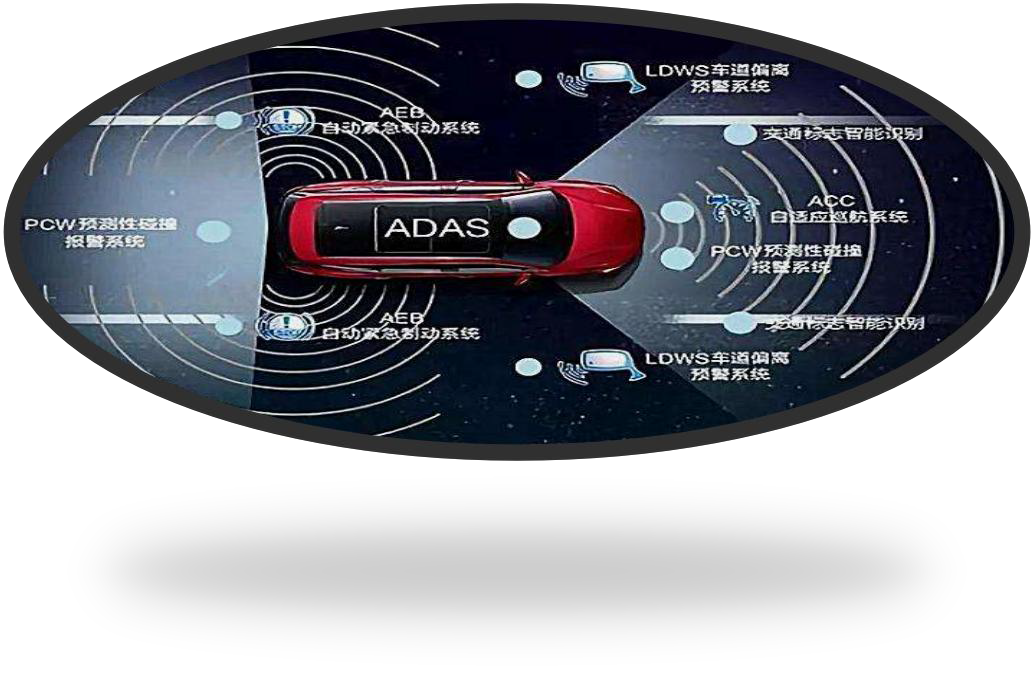 LDWS车道偏离
预警系统
AEB
自动紧急制动系统
交通标志智能识别
ACC
自适应巡航系统
PCW预测性碰撞
报警系统
ADAS
PCW预测性碰撞
报警系统
AEB
自动紧急制动系统
交通标志智能识别
LDWS车道偏离
预警系统